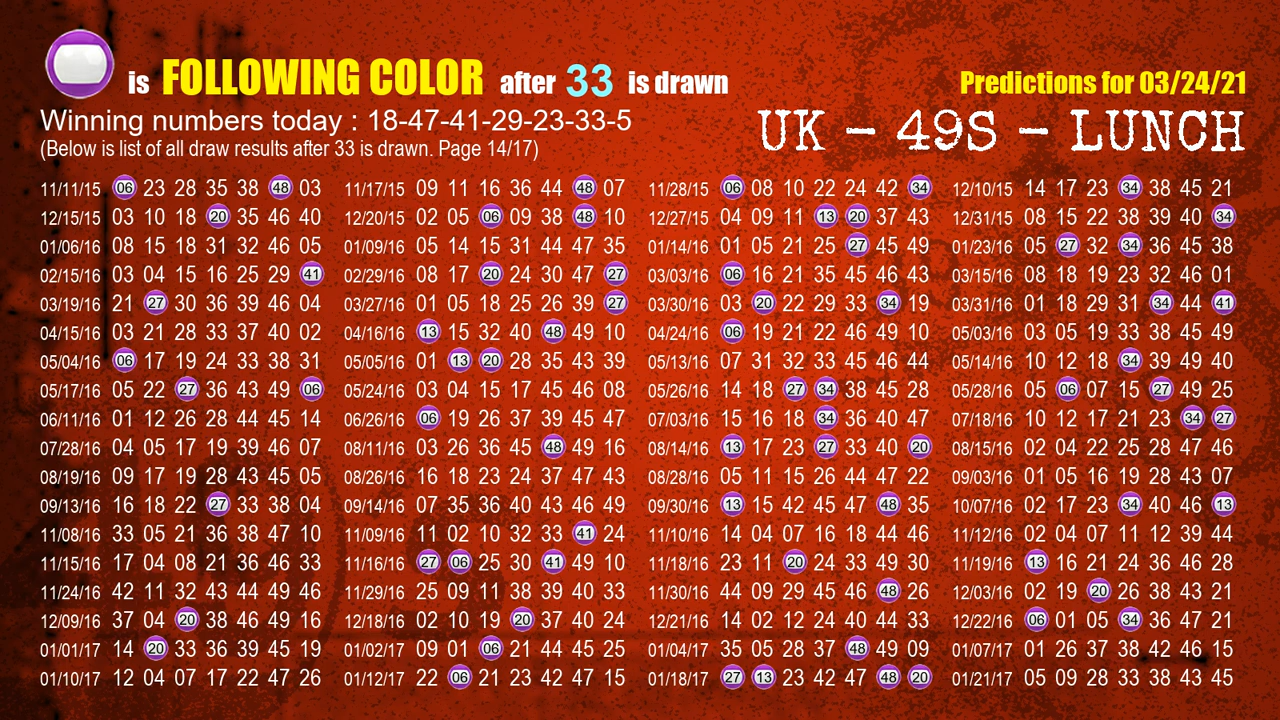 is FOLLOWING COLOR after 33 is drawn
Predictions for 03/24/21
Winning numbers today : 18-47-41-29-23-33-5
UK - 49S - LUNCH
(Below is list of all draw results after 33 is drawn. Page 14/17)
11/11/15 06 23 28 35 38 48 03 11/17/15 09 11 16 36 44 48 07 11/28/15 06 08 10 22 24 42 34 12/10/15 14 17 23 34 38 45 21
12/15/15 03 10 18 20 35 46 40 12/20/15 02 05 06 09 38 48 10 12/27/15 04 09 11 13 20 37 43 12/31/15 08 15 22 38 39 40 34
01/06/16 08 15 18 31 32 46 05 01/09/16 05 14 15 31 44 47 35 01/14/16 01 05 21 25 27 45 49 01/23/16 05 27 32 34 36 45 38
02/15/16 03 04 15 16 25 29 41 02/29/16 08 17 20 24 30 47 27 03/03/16 06 16 21 35 45 46 43 03/15/16 08 18 19 23 32 46 01
03/19/16 21 27 30 36 39 46 04 03/27/16 01 05 18 25 26 39 27 03/30/16 03 20 22 29 33 34 19 03/31/16 01 18 29 31 34 44 41
04/15/16 03 21 28 33 37 40 02 04/16/16 13 15 32 40 48 49 10 04/24/16 06 19 21 22 46 49 10 05/03/16 03 05 19 33 38 45 49
05/04/16 06 17 19 24 33 38 31 05/05/16 01 13 20 28 35 43 39 05/13/16 07 31 32 33 45 46 44 05/14/16 10 12 18 34 39 49 40
05/17/16 05 22 27 36 43 49 06 05/24/16 03 04 15 17 45 46 08 05/26/16 14 18 27 34 38 45 28 05/28/16 05 06 07 15 27 49 25
06/11/16 01 12 26 28 44 45 14 06/26/16 06 19 26 37 39 45 47 07/03/16 15 16 18 34 36 40 47 07/18/16 10 12 17 21 23 34 27
07/28/16 04 05 17 19 39 46 07 08/11/16 03 26 36 45 48 49 16 08/14/16 13 17 23 27 33 40 20 08/15/16 02 04 22 25 28 47 46
08/19/16 09 17 19 28 43 45 05 08/26/16 16 18 23 24 37 47 43 08/28/16 05 11 15 26 44 47 22 09/03/16 01 05 16 19 28 43 07
09/13/16 16 18 22 27 33 38 04 09/14/16 07 35 36 40 43 46 49 09/30/16 13 15 42 45 47 48 35 10/07/16 02 17 23 34 40 46 13
11/08/16 33 05 21 36 38 47 10 11/09/16 11 02 10 32 33 41 24 11/10/16 14 04 07 16 18 44 46 11/12/16 02 04 07 11 12 39 44
11/15/16 17 04 08 21 36 46 33 11/16/16 27 06 25 30 41 49 10 11/18/16 23 11 20 24 30 33 49 11/19/16 13 16 21 24 36 46 28
11/24/16 42 11 32 43 44 49 46 11/29/16 25 09 11 38 39 40 33 11/30/16 44 09 29 45 46 48 26 12/03/16 02 19 20 26 38 43 21
12/09/16 37 04 20 38 46 49 16 12/18/16 02 10 19 20 37 40 24 12/21/16 14 02 12 24 40 44 33 12/22/16 06 01 05 34 36 47 21
01/01/17 14 20 33 36 39 45 19 01/02/17 09 01 06 21 44 45 25 01/04/17 35 05 28 37 48 49 09 01/07/17 01 26 37 38 42 46 15
01/10/17 12 04 07 17 22 47 26 01/12/17 22 06 21 23 42 47 15 01/18/17 27 13 23 42 47 48 20 01/21/17 05 09 28 33 38 43 45